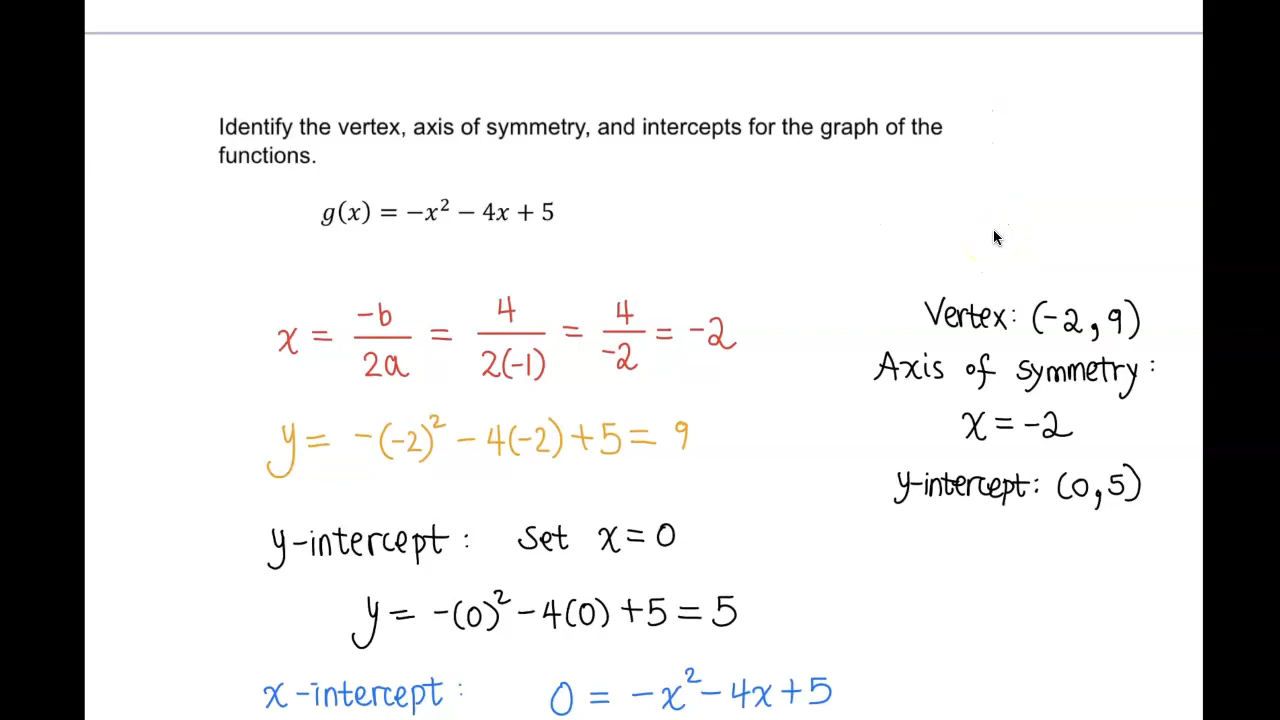 Identify the vertex, axis of symmetry, and intercepts for the graph of the
functions.
g(x) = −x² − 4x + 5
x = -b/2a = 4/2(-1) = 4/-2 = -2
Vertex: (-2, 9)
Axis of symmetry:
x = -2
y = -(-2)² - 4(-2) + 5 = 9
y-intercept: (0, 5)
y-intercept: set x = 0
y = -(0)² - 4(0) + 5 = 5
x-intercept: 0 = -x² - 4x + 5